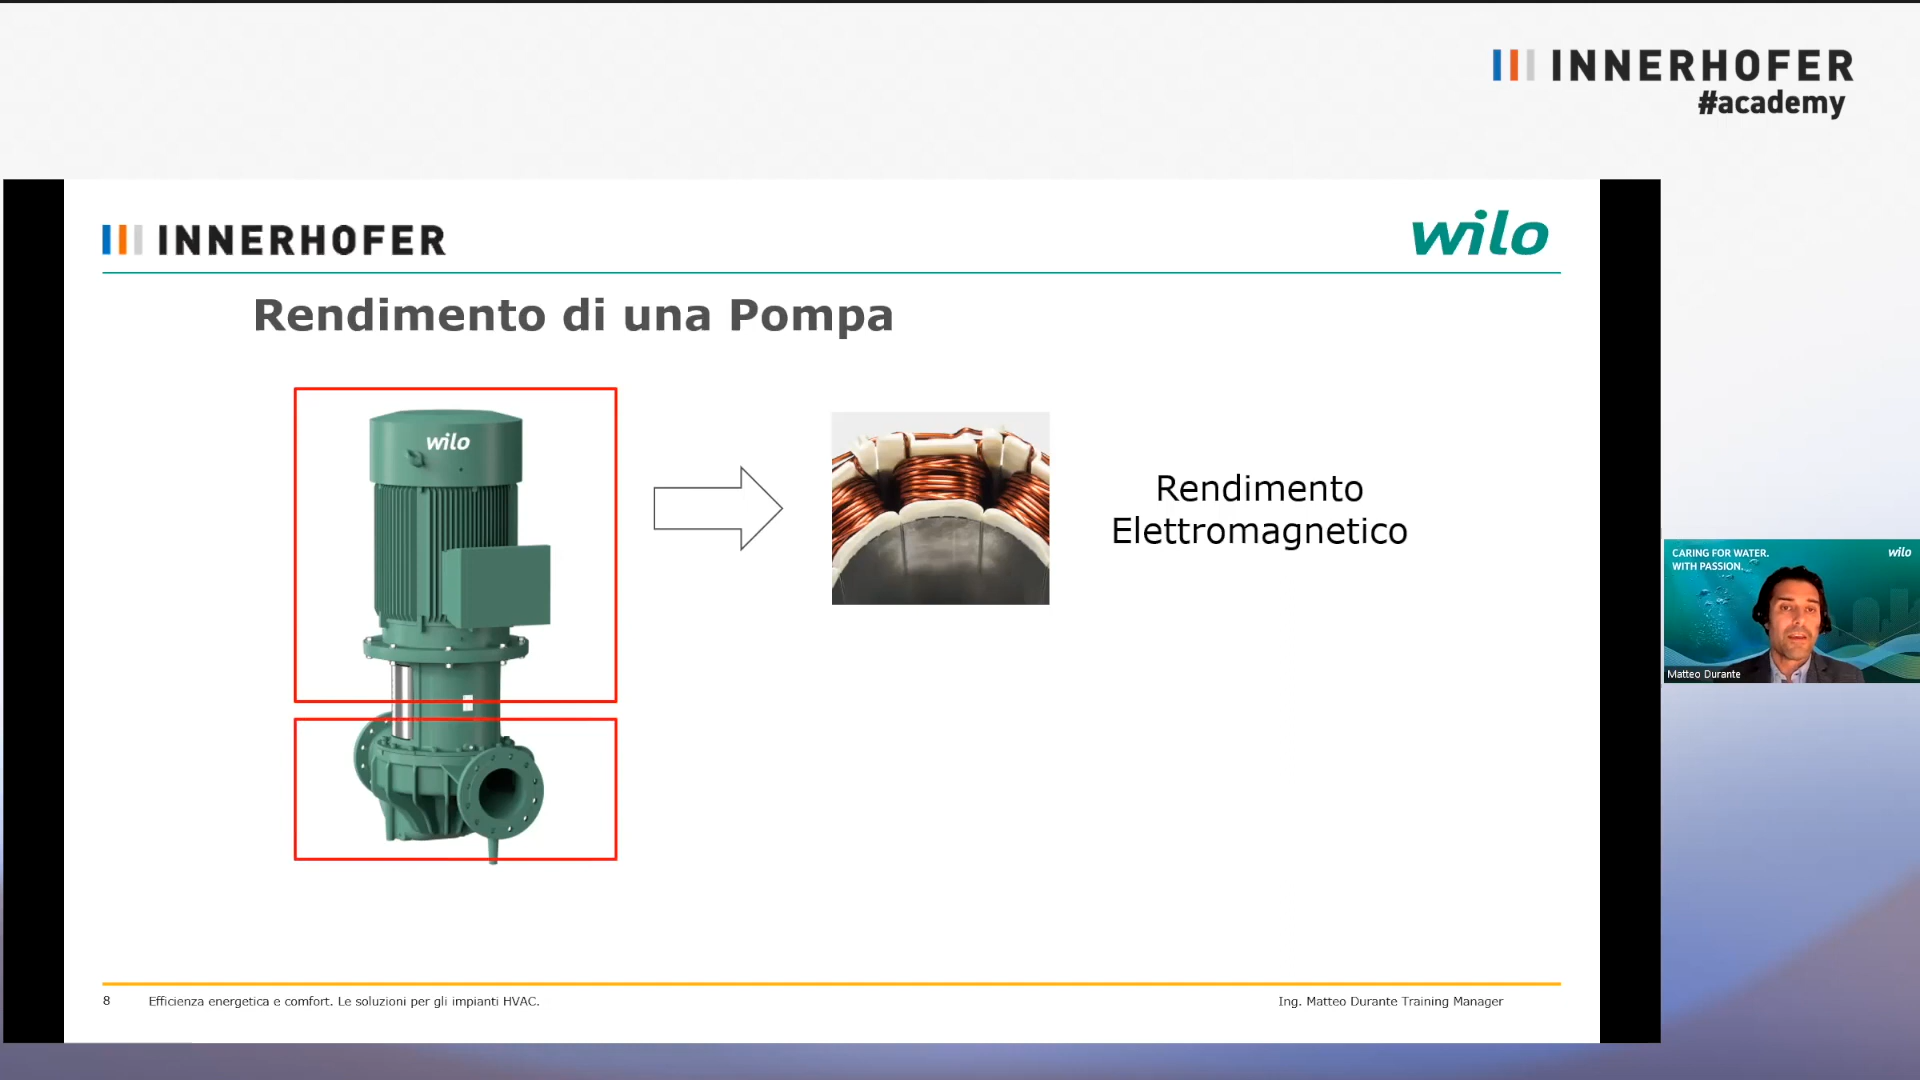 INNERHOFER
#academy
INNERHOFER
wilo
Rendimento di una Pompa
wilo
Rendimento
Elettromagnetico
CARING FOR WATER.
WITH PASSION.
wilo
Matteo Durante
8
Efficienza energetica e comfort. Le soluzioni per gli impianti HVAC.
Ing. Matteo Durante Training Manager